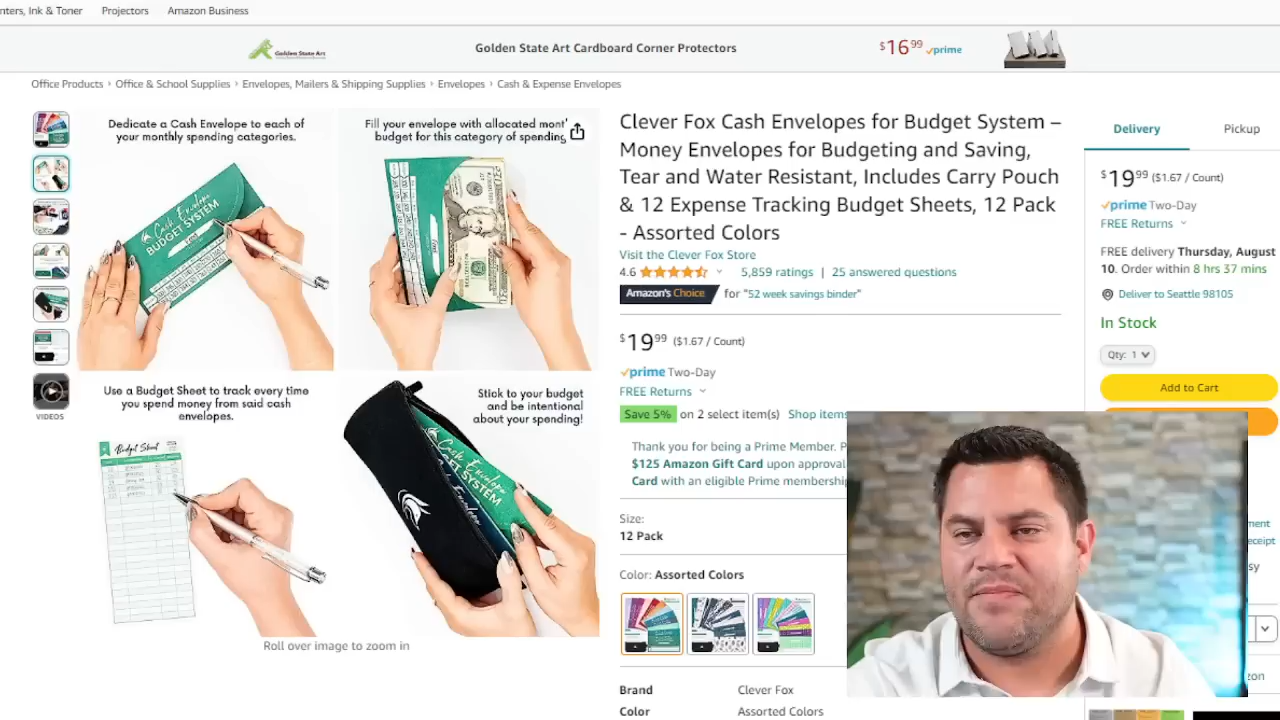 nters, Ink & Toner Projectors Amazon Business
Golden State Art
Golden State Art Cardboard Corner Protectors
$16.99 prime
Office Products › Office & School Supplies › Envelopes, Mailers & Shipping Supplies › Envelopes › Cash & Expense Envelopes
Dedicate a Cash Envelope to each of
your monthly spending categories.
Fill your envelope with allocated mont
budget for this category of spending
Cash Envelope
BUDGET SYSTEM
Use a Budget Sheet to track every time
you spend money from said cash
envelopes.
Budget Sheet
Stick to your budget
and be intentional
about your spending!
Cash Envelope
SYSTEM
VIDEOS
Roll over image to zoom in
Clever Fox Cash Envelopes for Budget System –
Money Envelopes for Budgeting and Saving,
Tear and Water Resistant, Includes Carry Pouch
& 12 Expense Tracking Budget Sheets, 12 Pack
- Assorted Colors
Visit the Clever Fox Store
4.6 5,859 ratings | 25 answered questions
Amazon's Choice for "52 week savings binder"
$19.99 ($1.67 / Count)
prime Two-Day
FREE Returns
Save 5% on 2 select item(s) Shop items
Thank you for being a Prime Member. P
$125 Amazon Gift Card upon approval
Card with an eligible Prime membership
Size:
12 Pack
Color: Assorted Colors
Brand Clever Fox
Color Assorted Colors
Delivery Pickup
$19.99 ($1.67 / Count)
prime Two-Day
FREE Returns
FREE delivery Thursday, August
10. Order within 8 hrs 37 mins
Deliver to Seattle 98105
In Stock
Qty: 1
Add to Cart
ment
eceipt
sy
zon